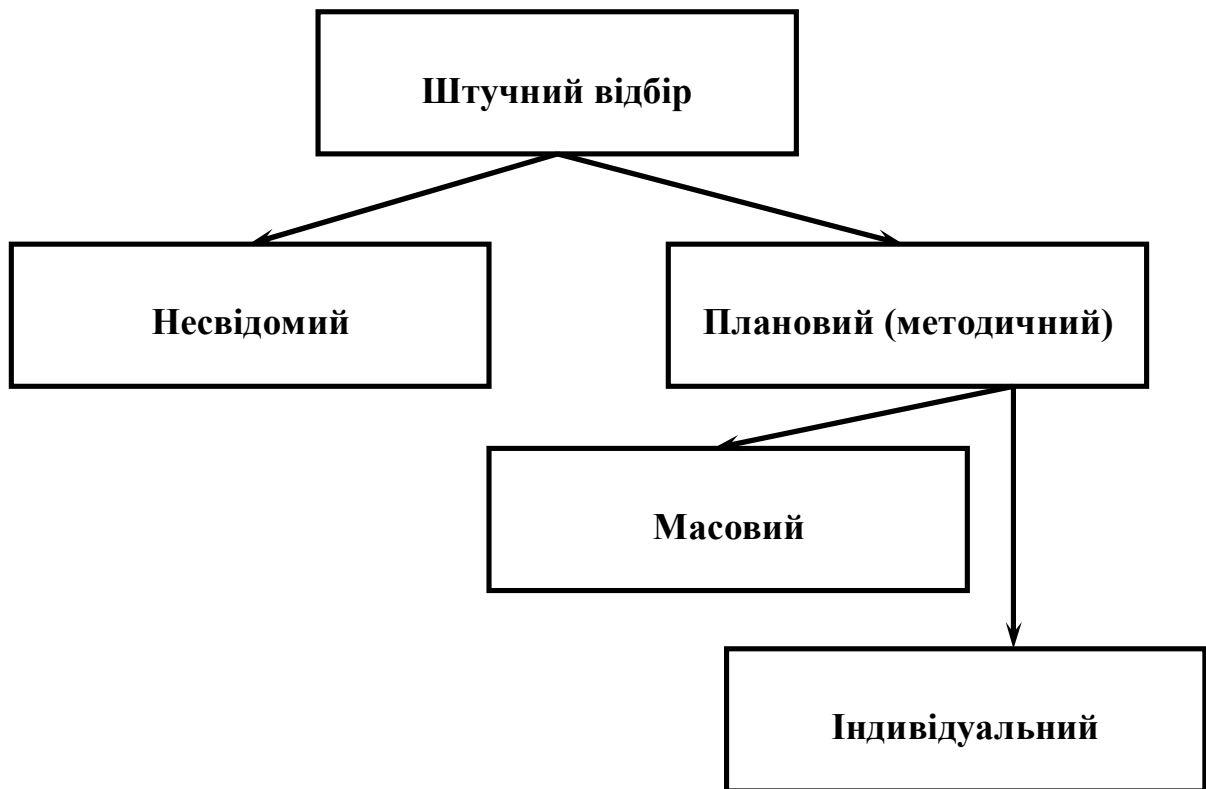 Штучний відбір
Несвідомий
Плановий (методичний)
Масовий
Індивідуальний